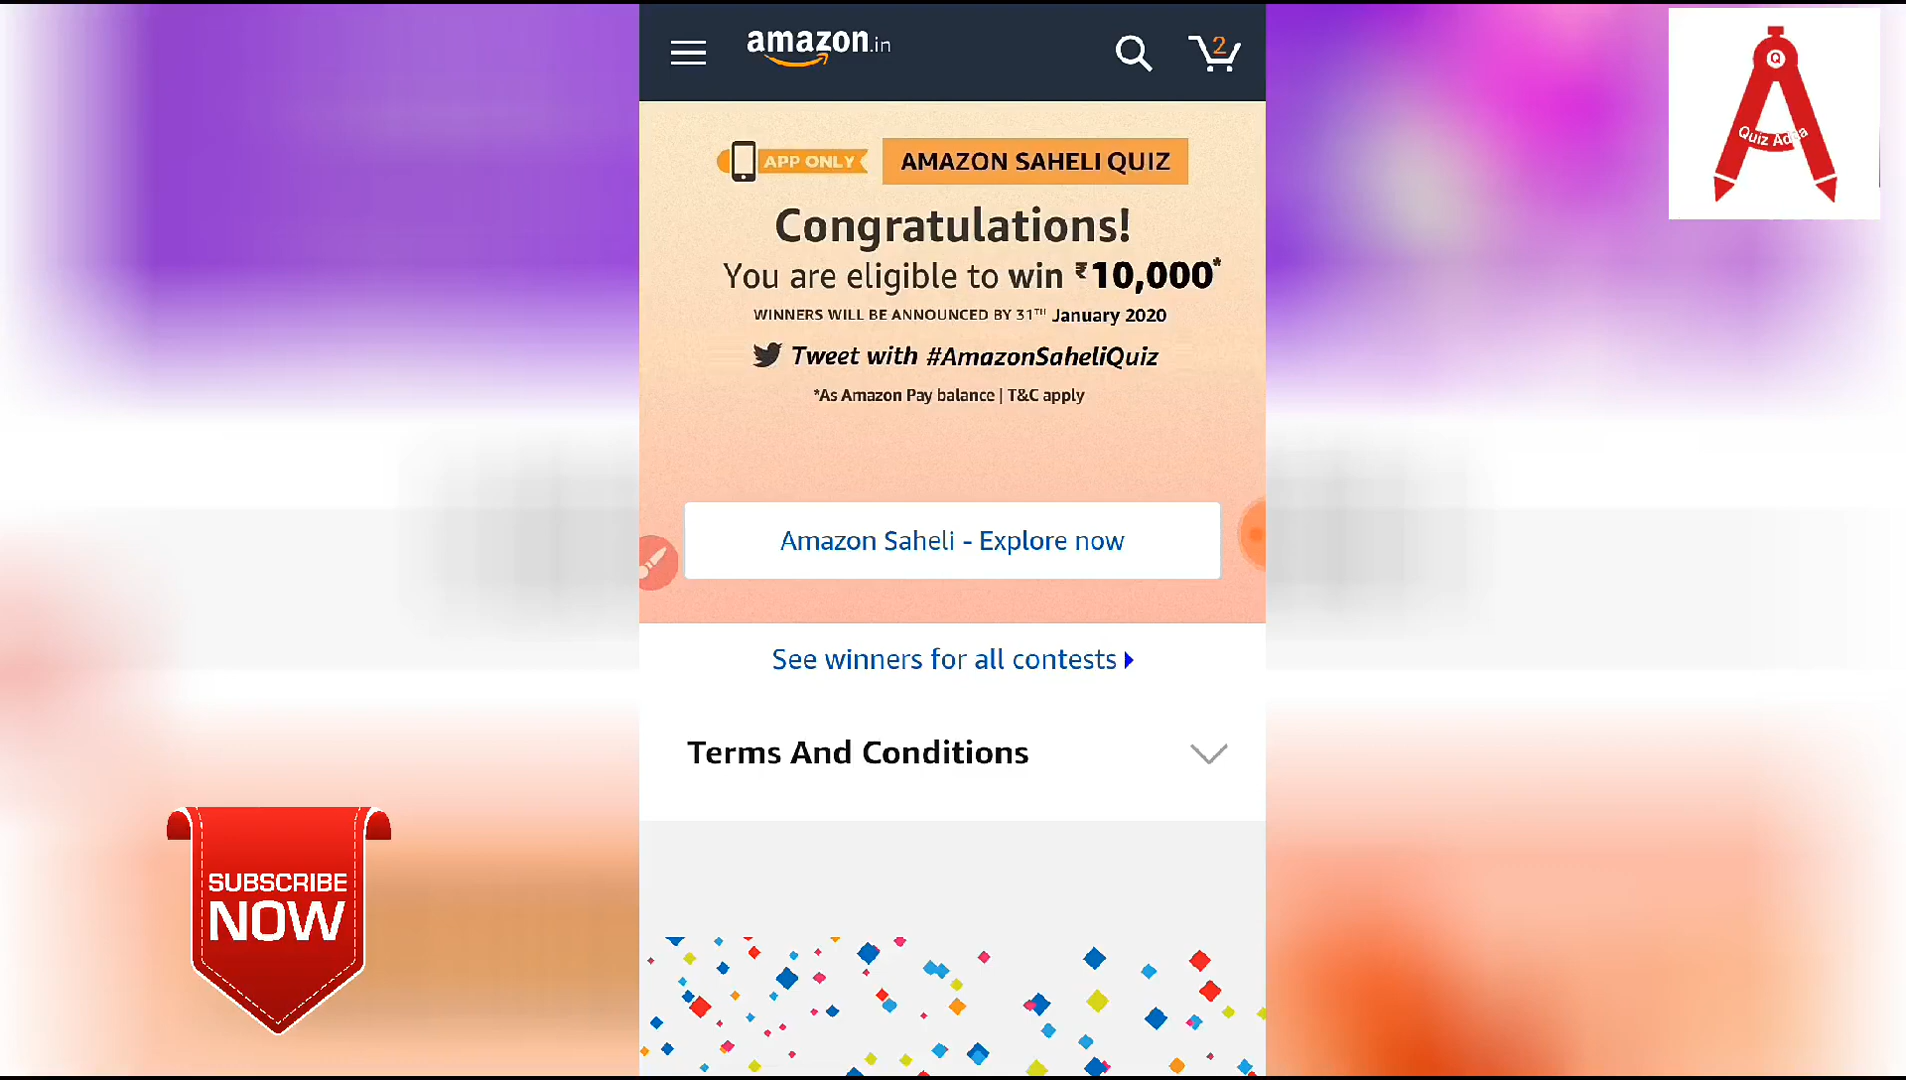 amazon.in
2
APP ONLY
AMAZON SAHELI QUIZ
Congratulations!
You are eligible to win ₹10,000*
WINNERS WILL BE ANNOUNCED BY 31TH January 2020
Tweet with #AmazonSaheliQuiz
*As Amazon Pay balance | T&C apply
Amazon Saheli - Explore now
See winners for all contests
Terms And Conditions
Q
Quiz Adda
SUBSCRIBE
NOW